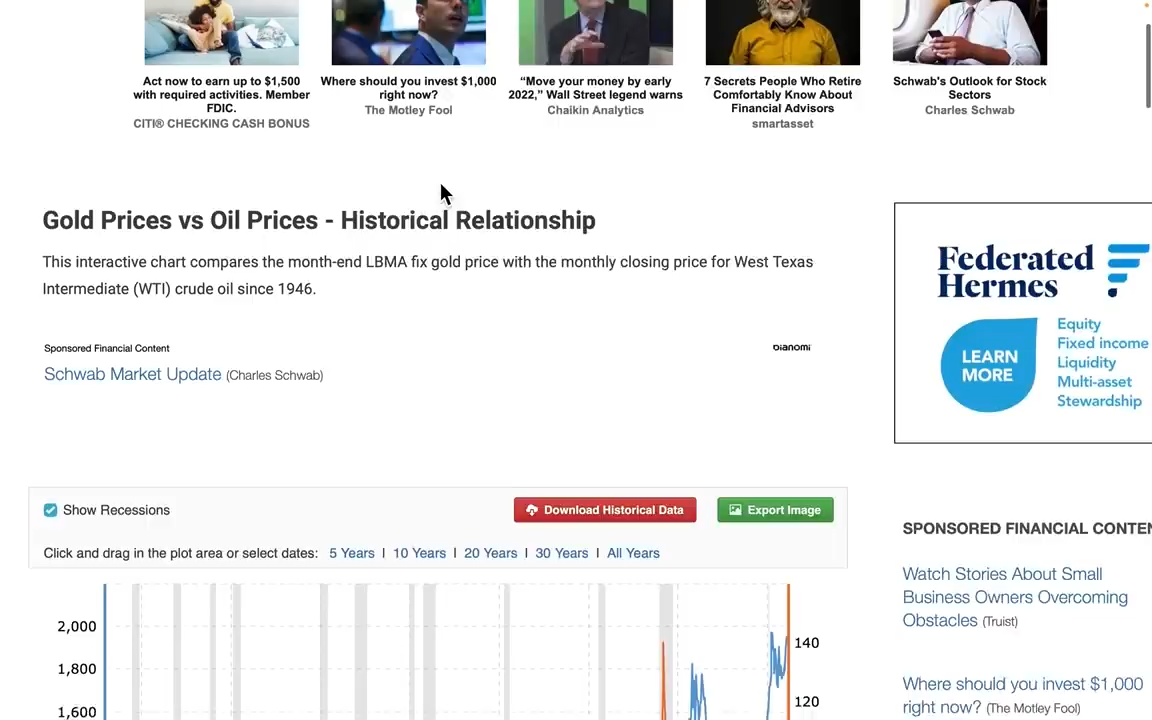 Act now to earn up to $1,500
with required activities. Member
FDIC.
CITI® CHECKING CASH BONUS
Where should you invest $1,000
right now?
The Motley Fool
“Move your money by early
2022,” Wall Street legend warns
Chaikin Analytics
7 Secrets People Who Retire
Comfortably Know About
Financial Advisors
smartasset
Schwab's Outlook for Stock
Sectors
Charles Schwab
Gold Prices vs Oil Prices - Historical Relationship
This interactive chart compares the month-end LBMA fix gold price with the monthly closing price for West Texas
Intermediate (WTI) crude oil since 1946.
Sponsored Financial Content
bianomi
Schwab Market Update (Charles Schwab)
Federated
Hermes
LEARN
MORE
Equity
Fixed income
Liquidity
Multi-asset
Stewardship
Show Recessions
Download Historical Data
Export Image
Click and drag in the plot area or select dates: 5 Years | 10 Years | 20 Years | 30 Years | All Years
2,000
1,800
1,600
140
120
SPONSORED FINANCIAL CONTEN
Watch Stories About Small
Business Owners Overcoming
Obstacles (Truist)
Where should you invest $1,000
right now? (The Motley Fool)